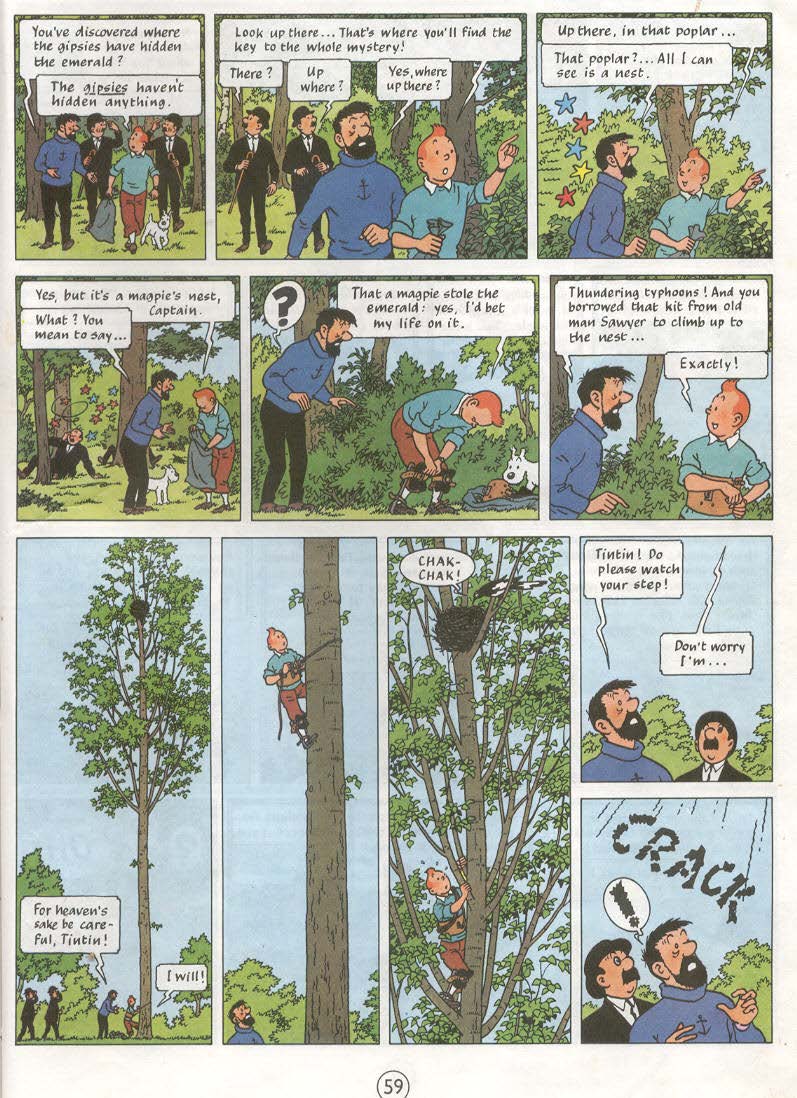 You've discovered where
the gipsies have hidden
the emerald?
The gipsies haven't
hidden anything.
Look up there... That's where you'll find the
key to the whole mystery!
There?
Up
where?
Yes, where
up there?
Up there, in that poplar...
That poplar?... All I can
see is a nest.
Yes, but it's a magpie's nest,
Captain.
What? You
mean to say...
?
That a magpie stole the
emerald: yes, I'd bet
my life on it.
Thundering typhoons! And you
borrowed that kit from old
man Sawyer to climb up to
the nest...
Exactly!
For heaven's
sake be care-
ful, Tintin!
I will!
CHAK-
CHAK!
Tintin! Do
please watch
your step!
Don't worry
I'm...
CRACK
!
59